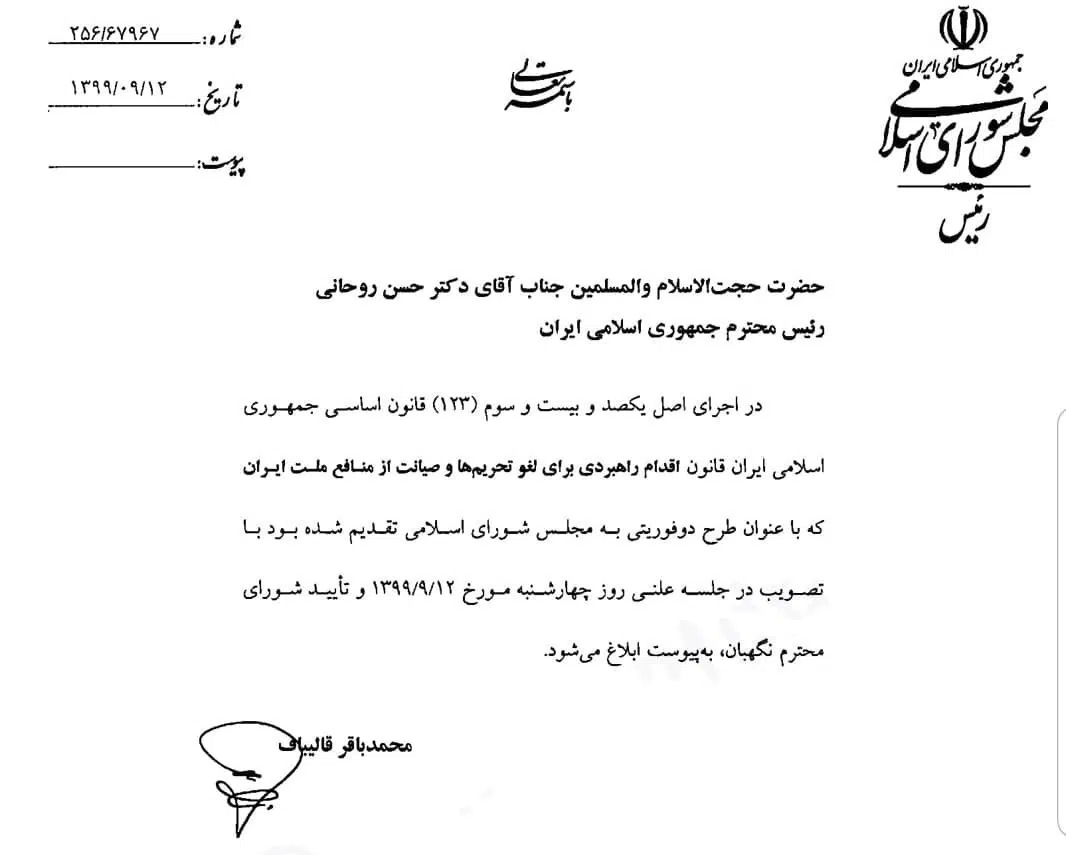 جمهوری اسلامی ایران
مجلس شورای اسلامی
رئیس
باسمه تعالی
شماره: ۲۵۶/۶۷۹۶۷
تاریخ: ۱۳۹۹/۰۹/۱۲
پیوست:
حضرت حجت‌الاسلام والمسلمین جناب آقای دکتر حسن روحانی
رئیس محترم جمهوری اسلامی ایران
در اجرای اصل یکصد و بیست و سوم (۱۲۳) قانون اساسی جمهوری
اسلامی ایران قانون اقدام راهبردی برای لغو تحریم‌ها و صیانت از منافع ملت ایران
که با عنوان طرح دوفوریتی به مجلس شورای اسلامی تقدیم شده بود با
تصویب در جلسه علنی روز چهارشنبه مورخ ۱۳۹۹/۹/۱۲ و تأیید شورای
محترم نگهبان، به‌پیوست ابلاغ می‌شود.
محمدباقر قالیباف